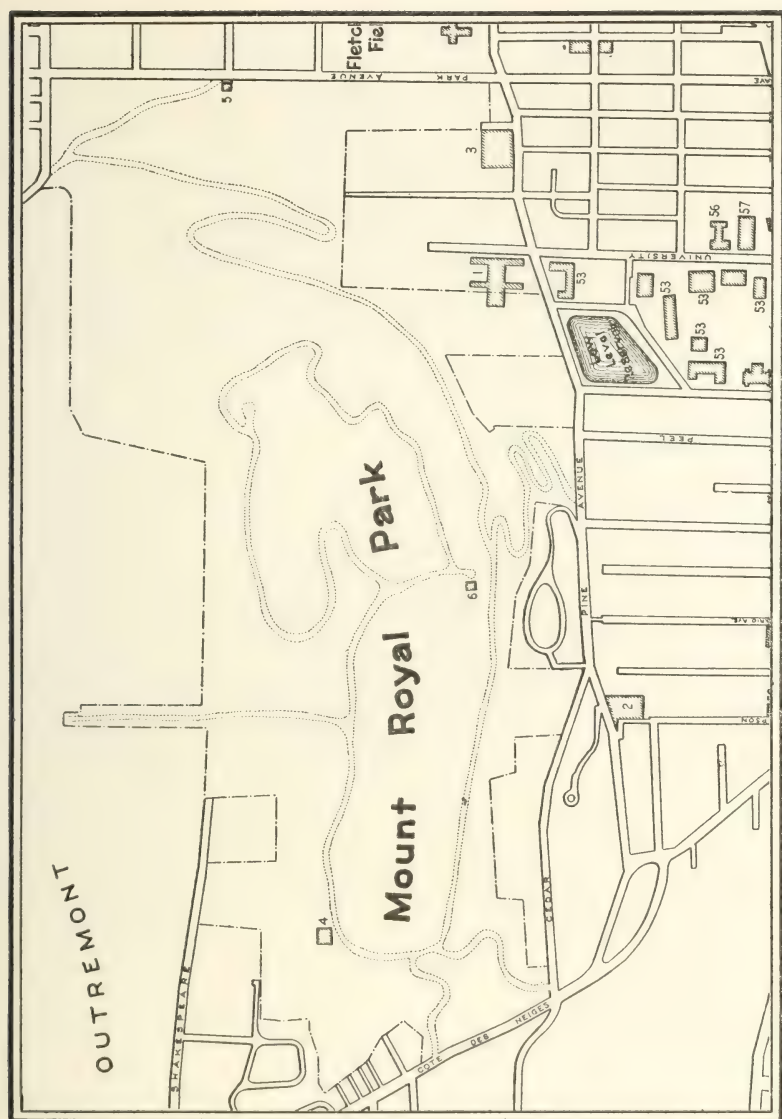 OUTREMONT
SHAKESPEARE
Mount Royal Park
Fletch
Fiel
PARK AVENUE
AVE
UNIVERSITY
Low
Level
Reservoir
PINE AVENUE
PEEL
CEDAR
COTE DES NEIGES
1
2
3
4
5
6
53
53
53
53
53
56
57